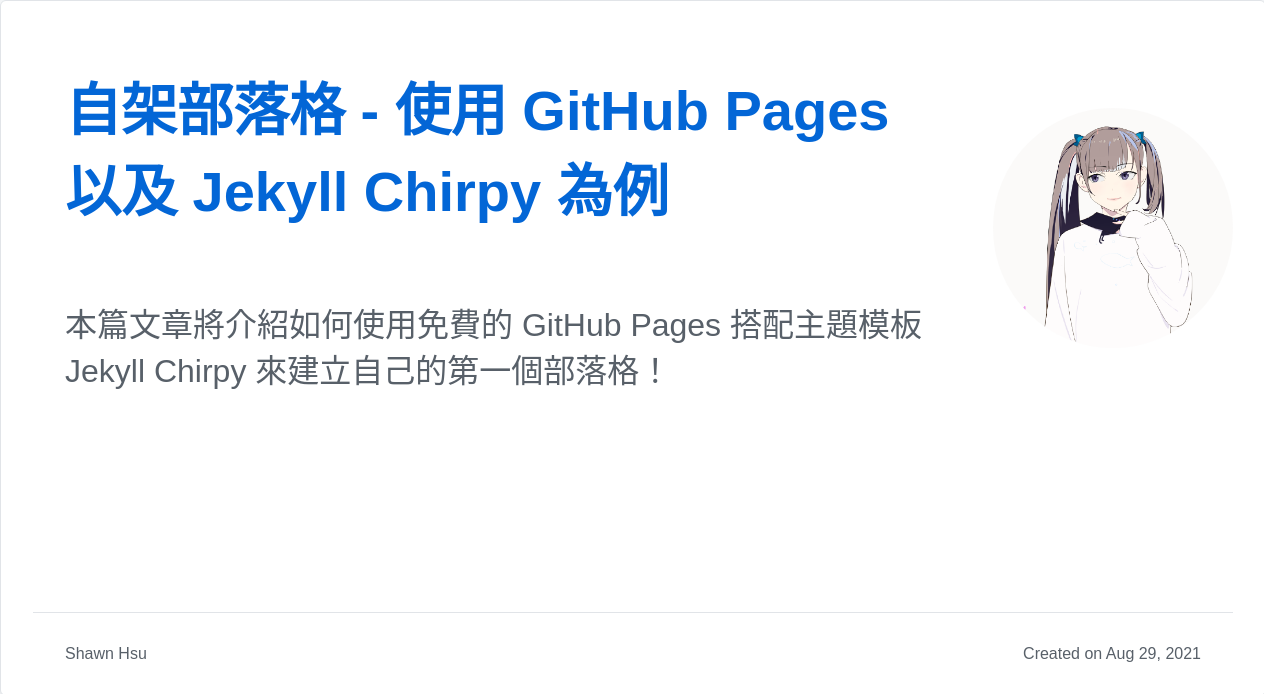 自架部落格 - 使用 GitHub Pages
以及 Jekyll Chirpy 為例
本篇文章將介紹如何使用免費的 GitHub Pages 搭配主題模板
Jekyll Chirpy 來建立自己的第一個部落格！
Shawn Hsu
Created on Aug 29, 2021